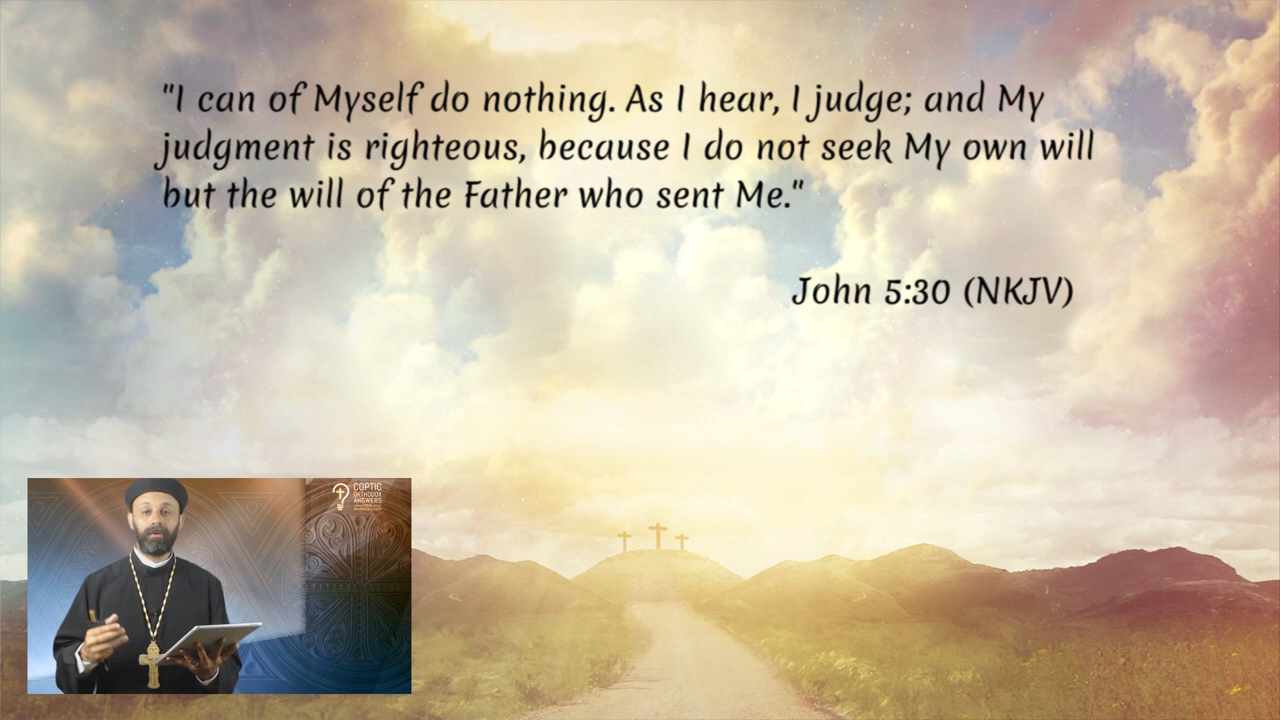 "I can of Myself do nothing. As I hear, I judge; and My
judgment is righteous, because I do not seek My own will
but the will of the Father who sent Me."
John 5:30 (NKJV)
COPTIC
ORTHODOX
ANSWERS